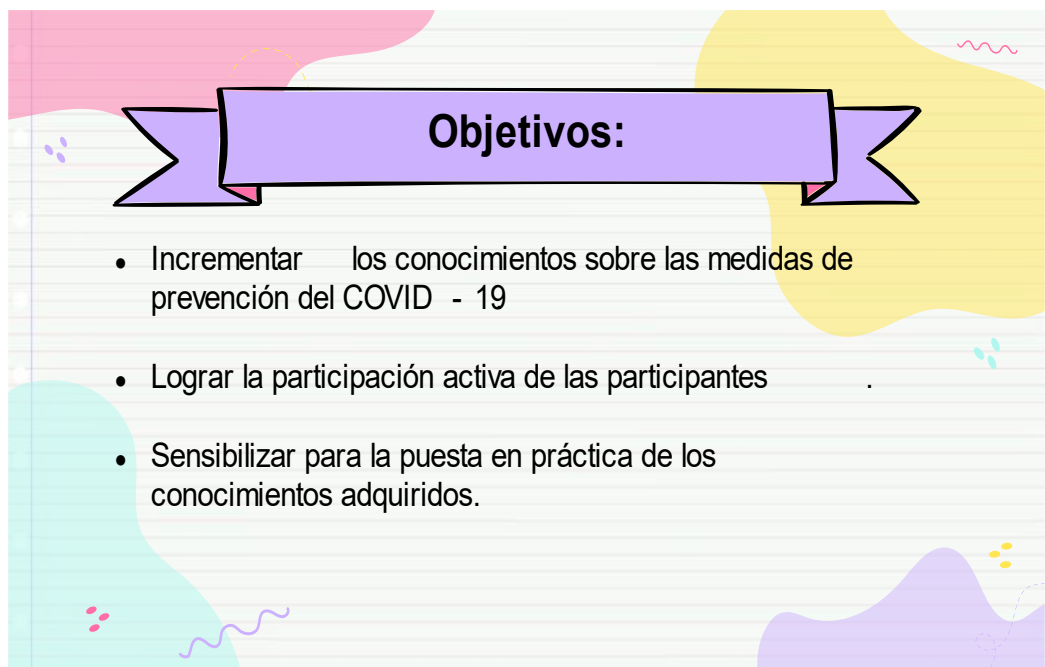 Objetivos:
• Incrementar los conocimientos sobre las medidas de
prevención del COVID - 19
• Lograr la participación activa de las participantes .
• Sensibilizar para la puesta en práctica de los
conocimientos adquiridos.